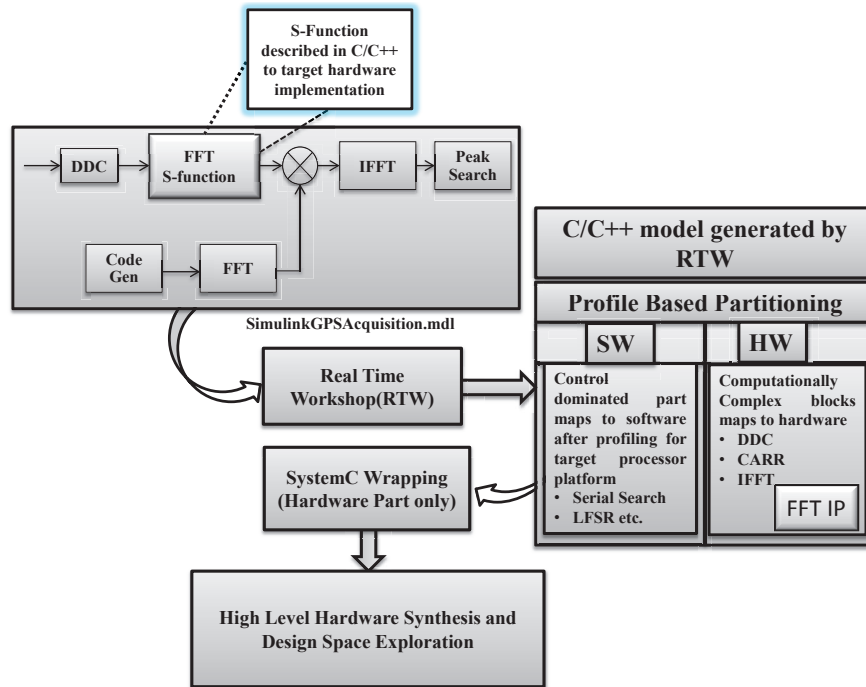 S-Function
described in C/C++
to target hardware
implementation
DDC
FFT
S-function
IFFT
Peak
Search
Code
Gen
FFT
SimulinkGPSAcquisition.mdl
Real Time
Workshop(RTW)
C/C++ model generated by
RTW
Profile Based Partitioning
SW
HW
Control
dominated part
maps to software
after profiling for
target processor
platform
• Serial Search
• LFSR etc.
Computationally
Complex blocks
maps to hardware
• DDC
• CARR
• IFFT
FFT IP
SystemC Wrapping
(Hardware Part only)
High Level Hardware Synthesis and
Design Space Exploration